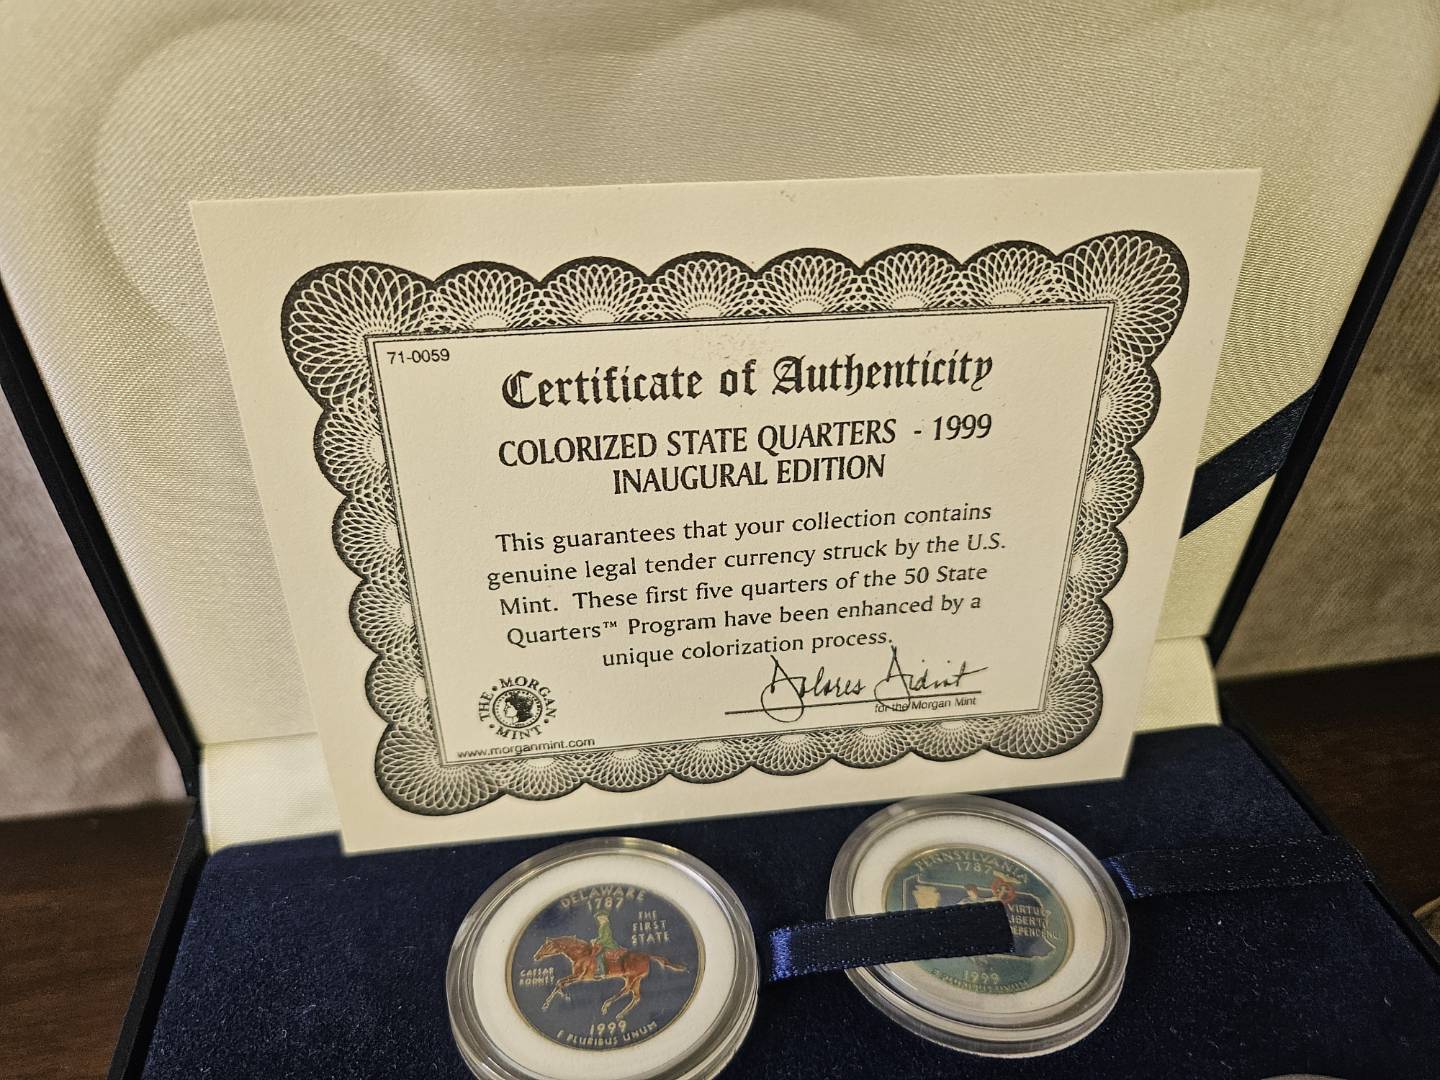 71-0059
Certificate of Authenticity
COLORIZED STATE QUARTERS - 1999
INAUGURAL EDITION
This guarantees that your collection contains
genuine legal tender currency struck by the U.S.
Mint. These first five quarters of the 50 State
Quarters™ Program have been enhanced by a
unique colorization process.
THE • MORGAN • MINT •
for the Morgan Mint
www.morganmint.com
DELAWARE
1787
THE
FIRST
STATE
CAESAR
RODNEY
1999
E PLURIBUS UNUM
PENNSYLVANIA
1787
VIRTUE
LIBERTY
1999
E PLURIBUS UNUM